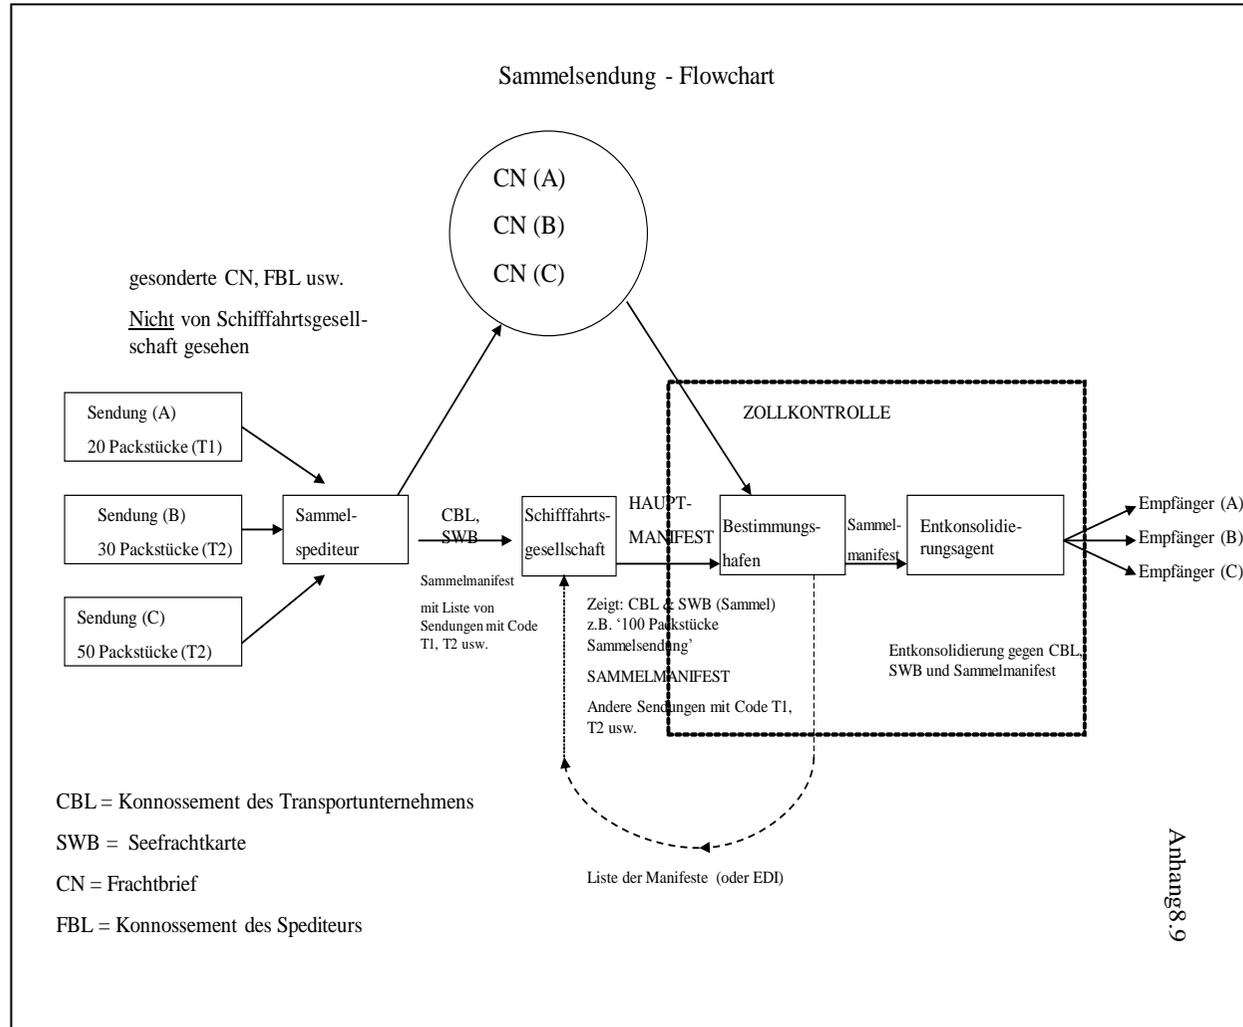 Sammelsendung - Flowchart
CN (A)
CN (B)
CN (C)
gesonderte CN, FBL usw.
Nicht von Schifffahrtsgesell-
schaft gesehen
Sendung (A)
20 Packstücke (T1)
Sendung (B)
30 Packstücke (T2)
Sendung (C)
50 Packstücke (T2)
Sammel-
spediteur
CBL,
SWB
Sammelmanifest
mit Liste von
Sendungen mit Code
T1, T2 usw.
Schifffahrts-
gesellschaft
HAUPT-
MANIFEST
Zeigt: CBL & SWB (Sammel)
z.B. ‘100 Packstücke
Sammelsendung’
SAMMELMANIFEST
Andere Sendungen mit Code T1,
T2 usw.
ZOLLKONTROLLE
Bestimmungs-
hafen
Sammel-
manifest
Entkonsolidie-
rungsagent
Entkonsolidierung gegen CBL,
SWB und Sammelmanifest
Empfänger (A)
Empfänger (B)
Empfänger (C)
Liste der Manifeste (oder EDI)
CBL = Konnossement des Transportunternehmens
SWB = Seefrachtkarte
CN = Frachtbrief
FBL = Konnossement des Spediteurs
Anhang8.9